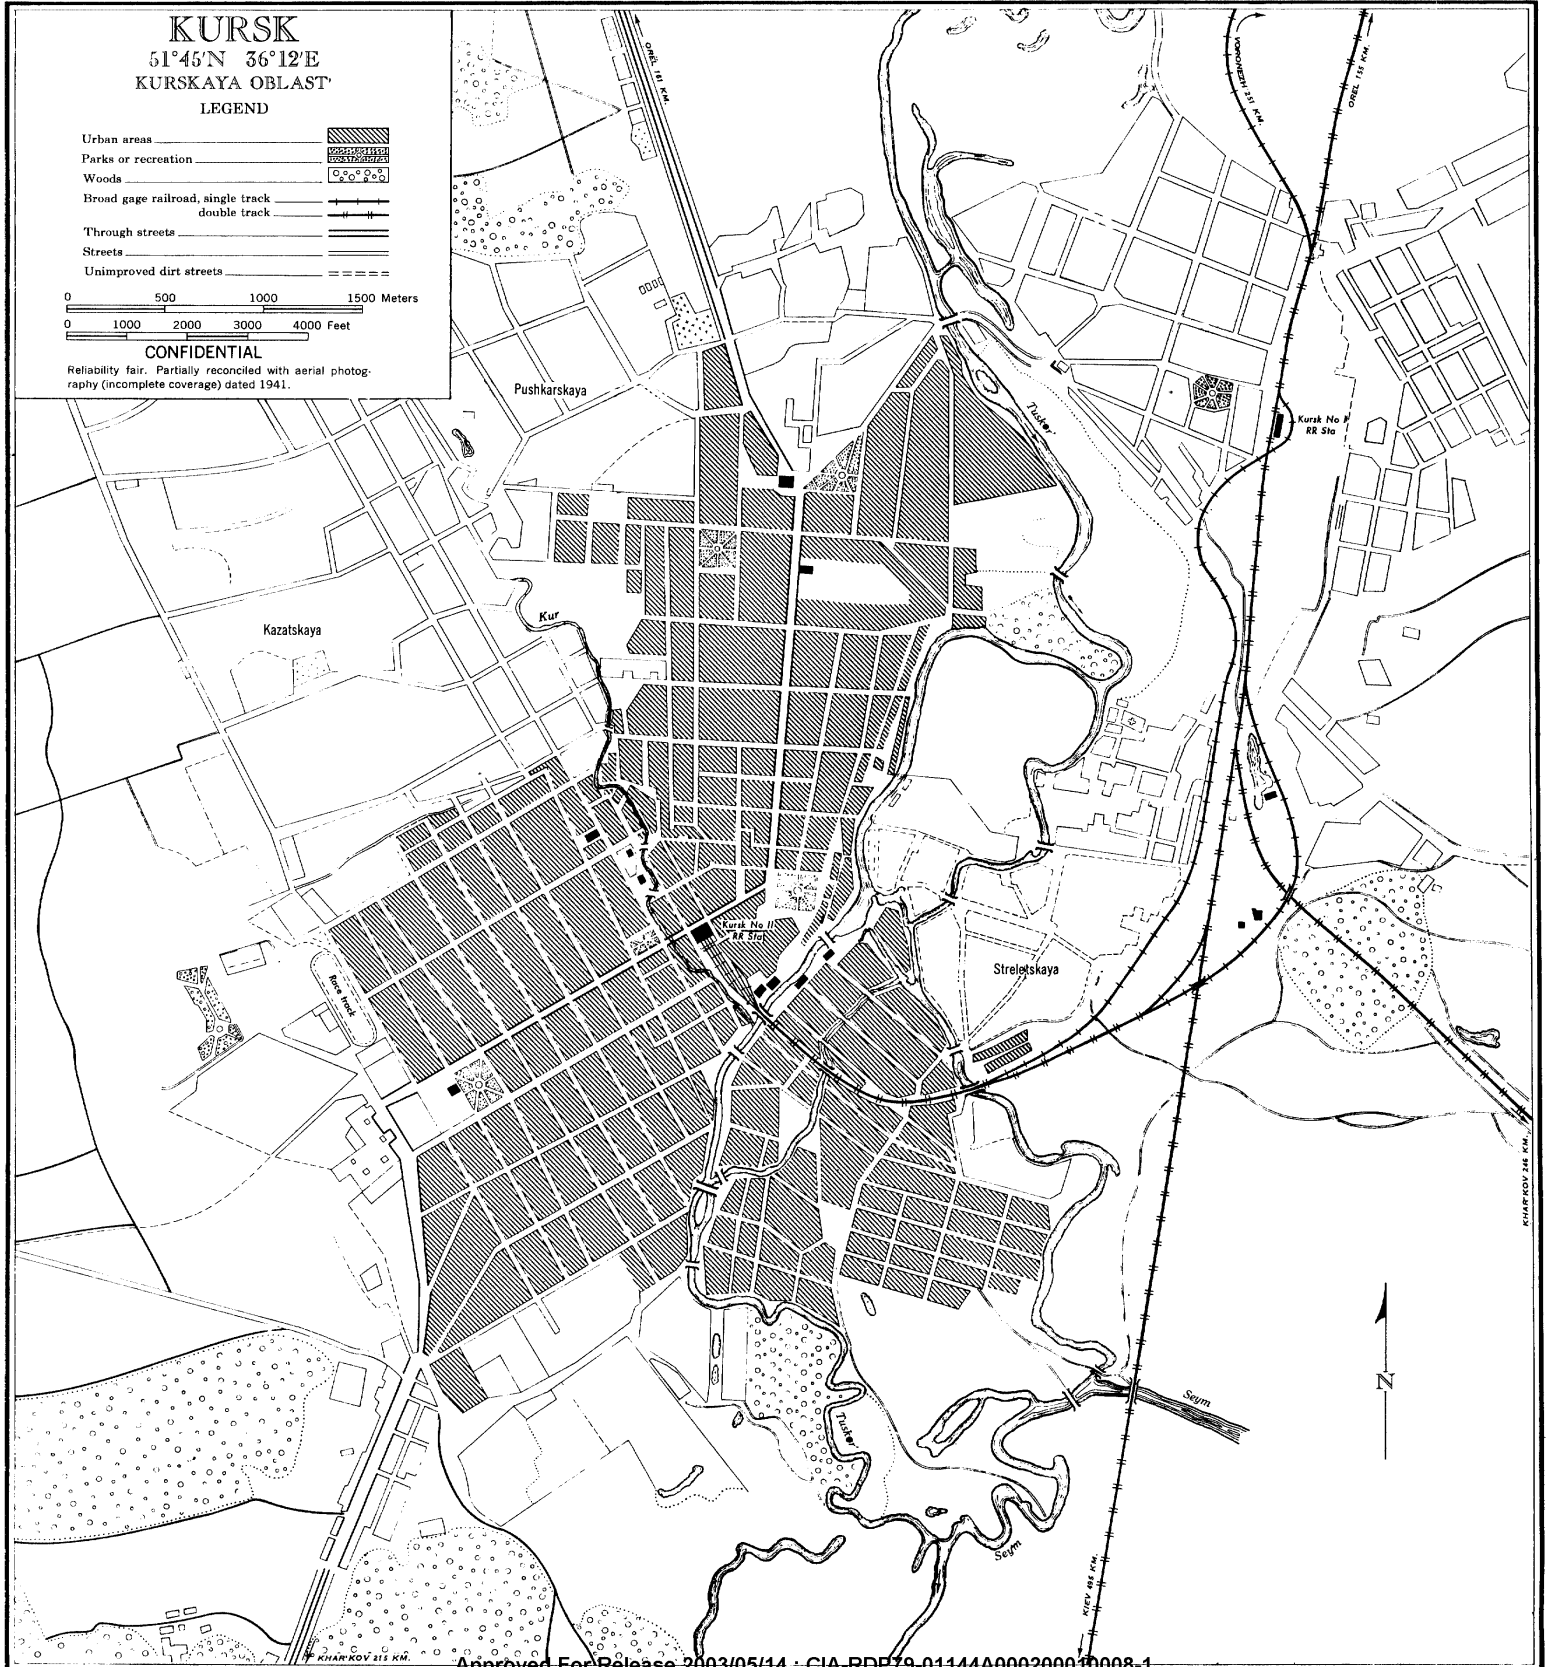 KURSK
51°45'N 36°12'E
KURSKAYA OBLAST'
LEGEND
Urban areas
Parks or recreation
Woods
Broad gage railroad, single track
double track
Through streets
Streets
Unimproved dirt streets
0 500 1000 1500 Meters
0 1000 2000 3000 4000 Feet
CONFIDENTIAL
Reliability fair. Partially reconciled with aerial photog-
raphy (incomplete coverage) dated 1941.
OREL 161 KM.
VORONEZH 251 KM.
OREL 155 KM.
Pushkarskaya
Tuskor'
Kursk No I
RR Sta
Kur
Kazatskaya
Kursk No II
RR Sta
Streletskaya
Race track
KHAR'KOV 246 KM.
N
Seym
Tuskor'
Seym
KIEV 495 KM.
KHAR'KOV 215 KM.
Approved For Release 2003/05/14 : CIA-RDP79-01144A000200010008-1